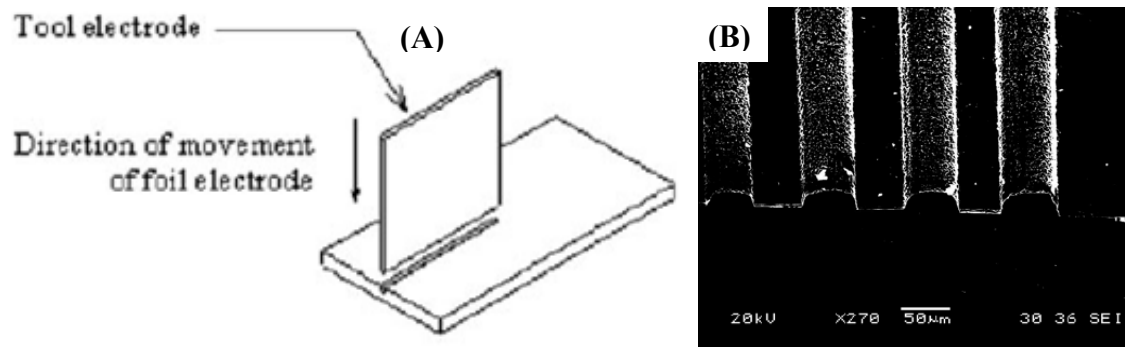 Tool electrode
(A)
Direction of movement
of foil electrode
(B)
20kV X270 50μm 30 36 SEI